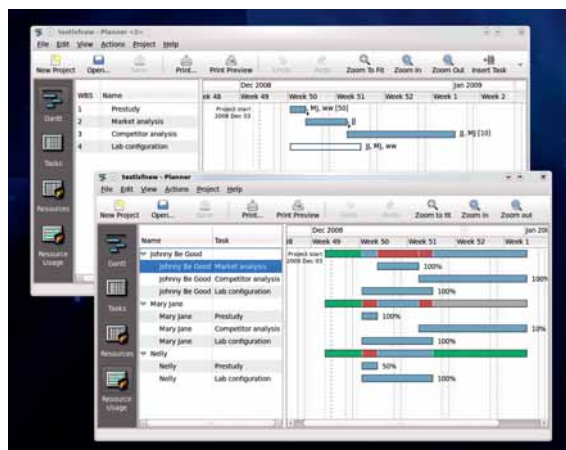 testisfnew - Planner <2>
File Edit View Actions Project Help
New Project Open... Save Print... Print Preview Undo Redo Zoom To Fit Zoom In Zoom Out Insert Task
Dec 2008 Jan 2009
WBS Name ek 48 Week 49 Week 50 Week 51 Week 52 Week 1 Week 2
Gantt
Project start
2008 Dec 03
1 Prestudy MJ, ww [50]
2 Market analysis JJ
3 Competitor analysis JJ, MJ [10]
4 Lab configuration JJ, MJ, ww
Tasks
Resources
Resource
Usage
testisfnew - Planner
File Edit View Actions Project Help
New Project Open... Save Print... Print Preview Undo Redo Zoom to fit Zoom in Zoom out
Dec 2008 Jan 200
Name Task 48 Week 49 Week 50 Week 51 Week 52 Week 1
Gantt
Project start
2008 Dec 03
Johnny Be Good
Johnny Be Good Market analysis 100%
Johnny Be Good Competitor analysis 100%
Johnny Be Good Lab configuration 100%
Tasks
Mary Jane
Mary Jane Prestudy 100%
Mary Jane Competitor analysis 10%
Mary Jane Lab configuration 100%
Resources
Nelly
Nelly Prestudy 50%
Nelly Lab configuration 100%
Resource
Usage